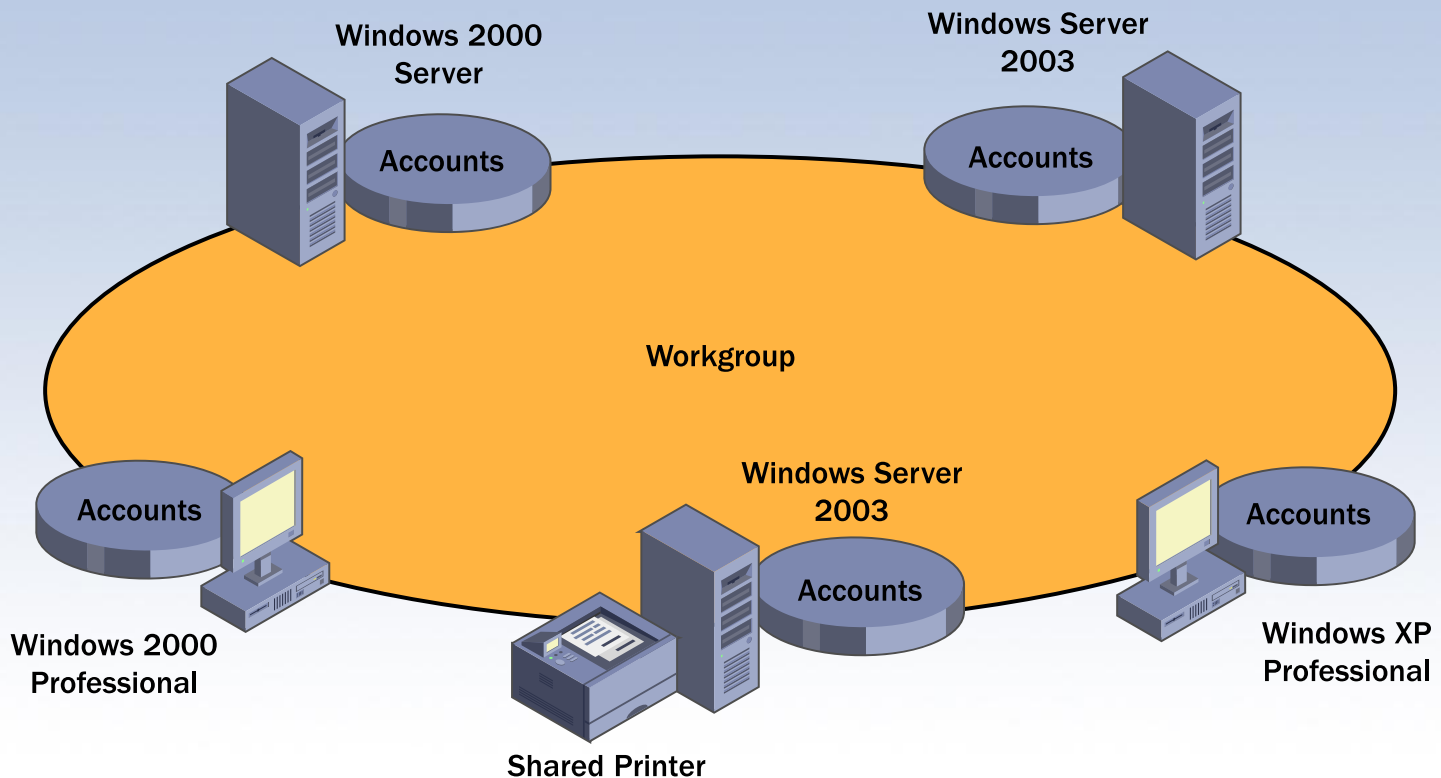 Windows 2000
Server
Windows Server
2003
Accounts
Accounts
Workgroup
Accounts
Windows Server
2003
Accounts
Accounts
Windows 2000
Professional
Windows XP
Professional
Shared Printer